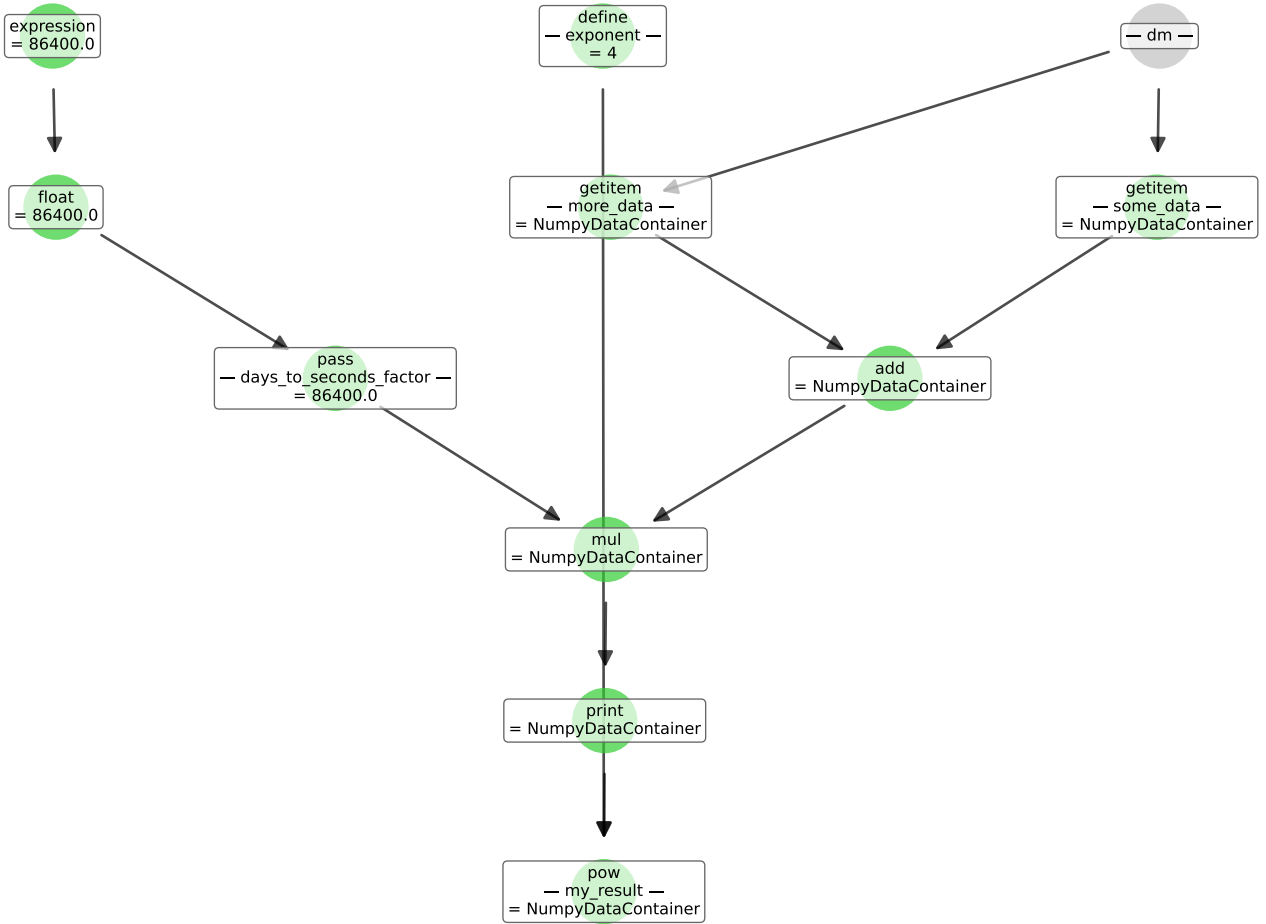 expression
= 86400.0
define
— exponent —
= 4
— dm —
float
= 86400.0
getitem
— more_data —
= NumpyDataContainer
getitem
— some_data —
= NumpyDataContainer
pass
— days_to_seconds_factor —
= 86400.0
add
= NumpyDataContainer
mul
= NumpyDataContainer
print
= NumpyDataContainer
pow
— my_result —
= NumpyDataContainer